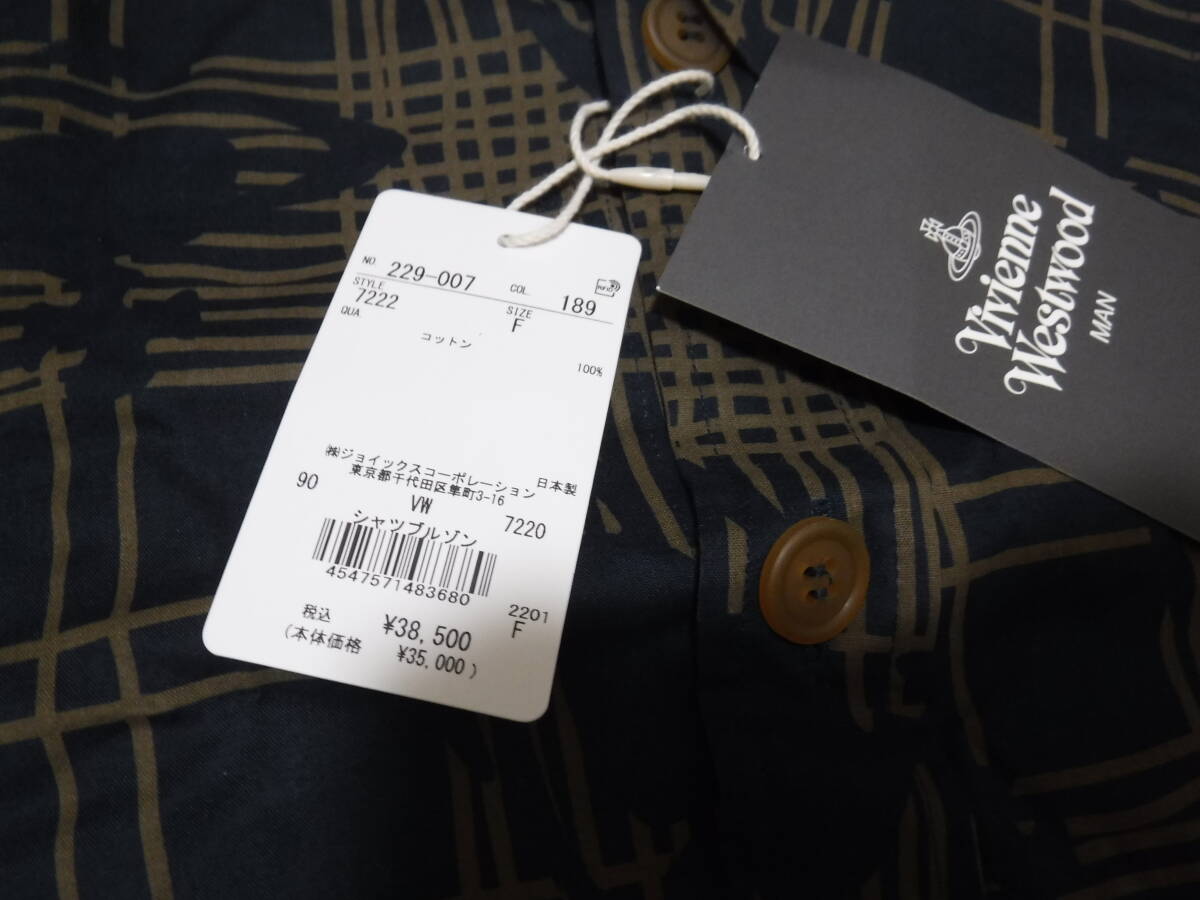 NO. 229-007 COL. 189
STYLE SIZE
7222 F
QUA.
コットン
100%
㈱ジョイックスコーポレーション 日本製
東京都千代田区隼町3-16
90 VW
シャツブルゾン 7220
4547571483680
2201
税込 ¥38,500 F
(本体価格 ¥35,000)
Vivienne
Westwood
MAN